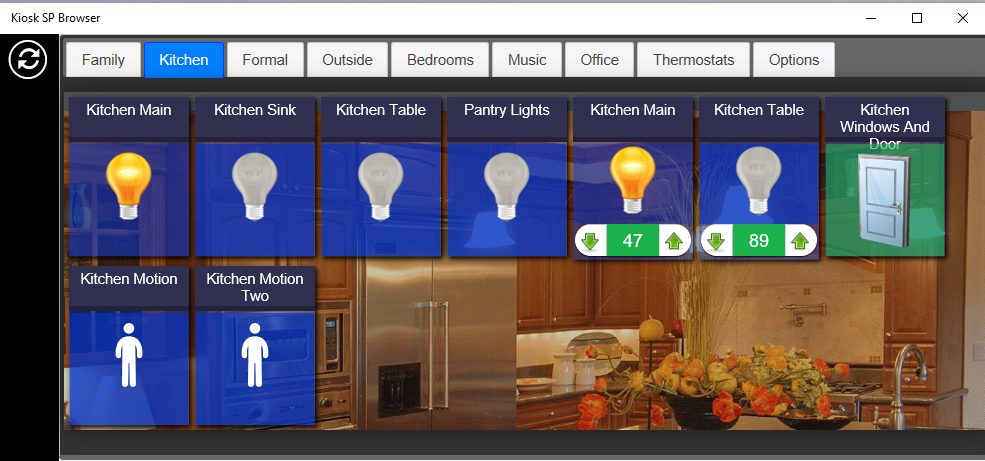 Kiosk SP Browser
Family
Kitchen
Formal
Outside
Bedrooms
Music
Office
Thermostats
Options
Kitchen Main
Kitchen Sink
Kitchen Table
Pantry Lights
Kitchen Main
Kitchen Table
Kitchen
Windows And
Door
47
89
Kitchen Motion
Kitchen Motion
Two